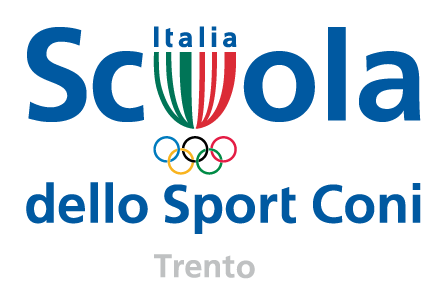 Italia
Scuola
dello Sport Coni
Trento